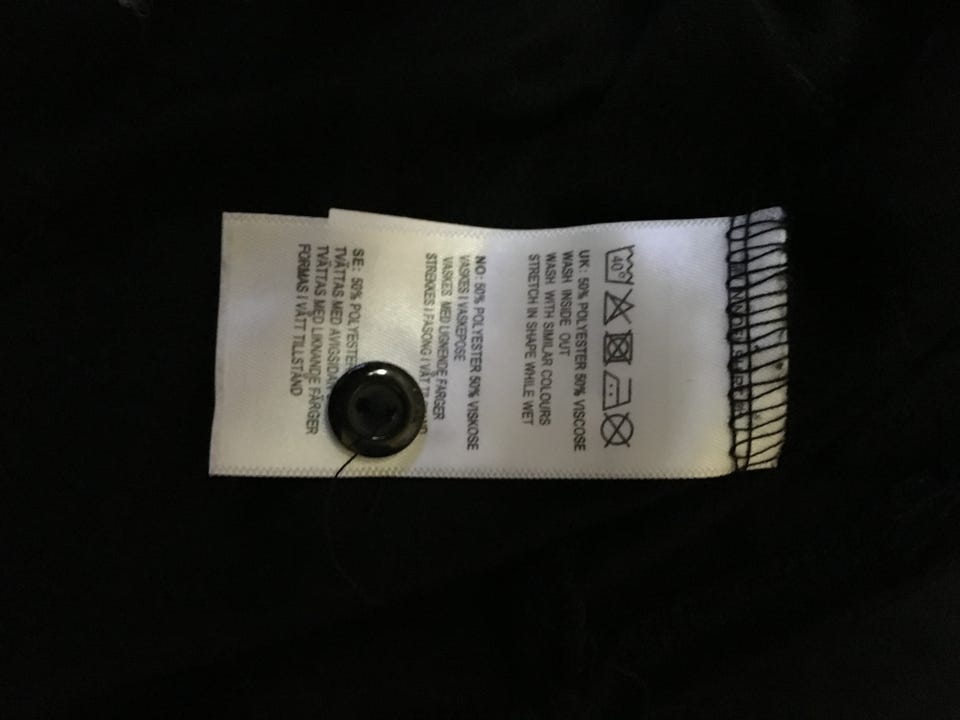 40°
UK: 50% POLYESTER 50% VISCOSE
WASH INSIDE OUT
WASH WITH SIMILAR COLOURS
STRETCH IN SHAPE WHILE WET
NO: 50% POLYESTER 50% VISKOSE
VASKES I VASKEPOSE
VASKES MED LIGNENDE FARGER
STREKKES I FASONG I VÅT
SE: 50% POLYESTER
TVÄTTAS MED AVIGSIDAN
TVÄTTAS MED LIKNANDE FÄRGER
FORMAS I VÅTT TILLSTÅND